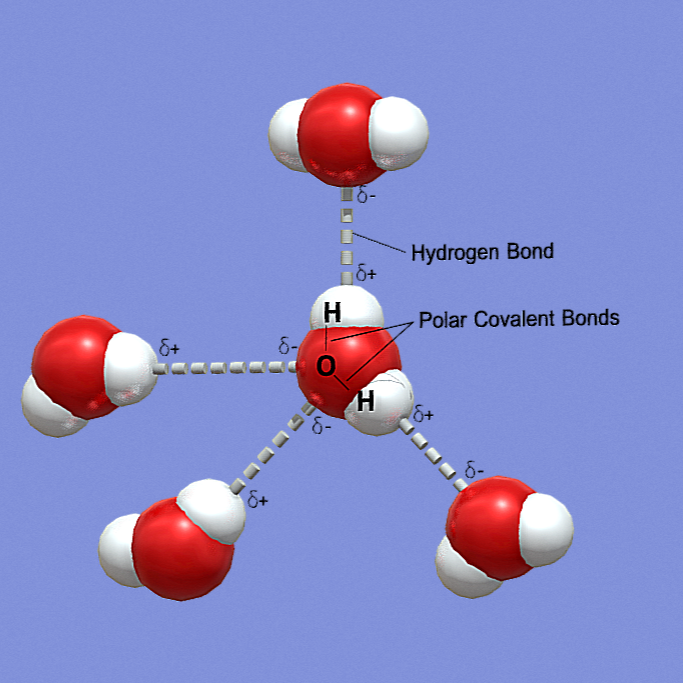 δ-
Hydrogen Bond
δ+
H
Polar Covalent Bonds
δ+
δ-
O
H
δ+
δ-
δ-
δ+